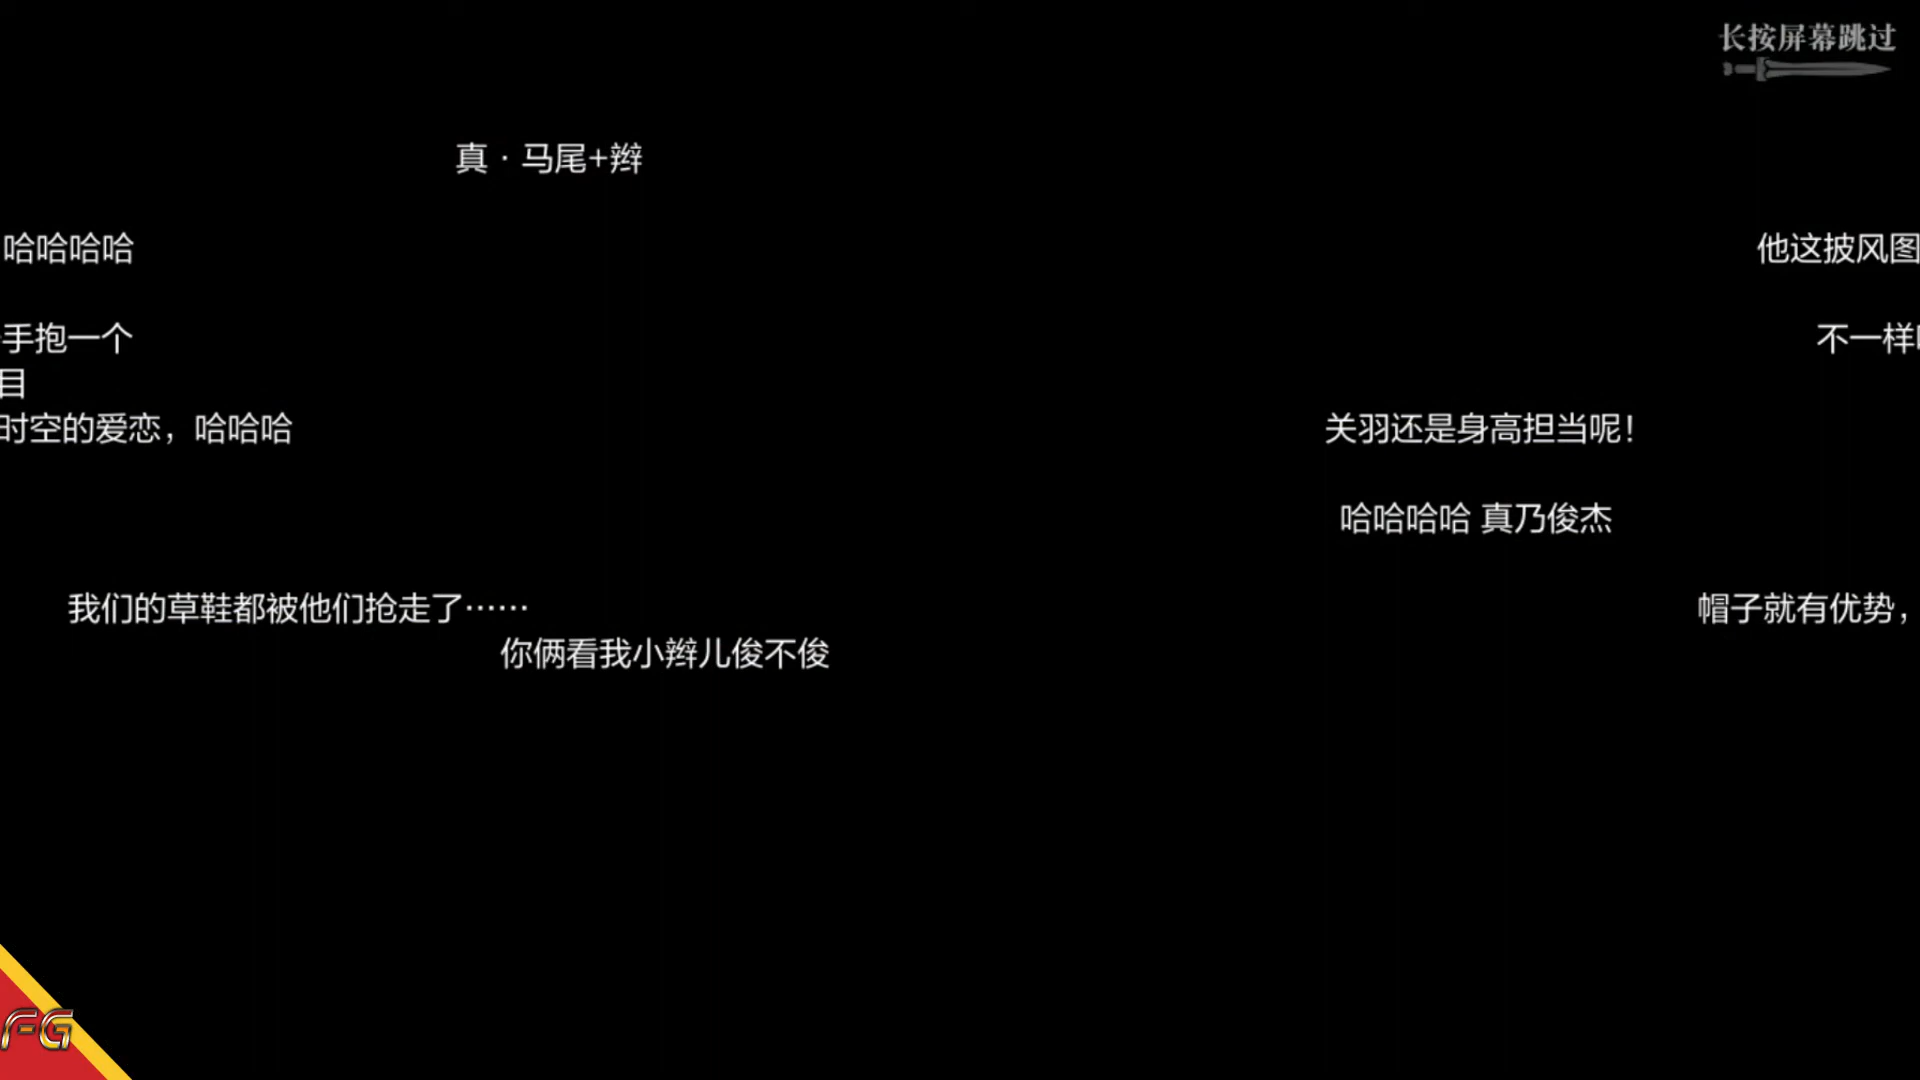 长按屏幕跳过
真·马尾+辫
哈哈哈哈
他这披风图
手抱一个
不一样
目
时空的爱恋，哈哈哈
关羽还是身高担当呢！
哈哈哈哈 真乃俊杰
我们的草鞋都被他们抢走了……
帽子就有优势，
你俩看我小辫儿俊不俊
FG